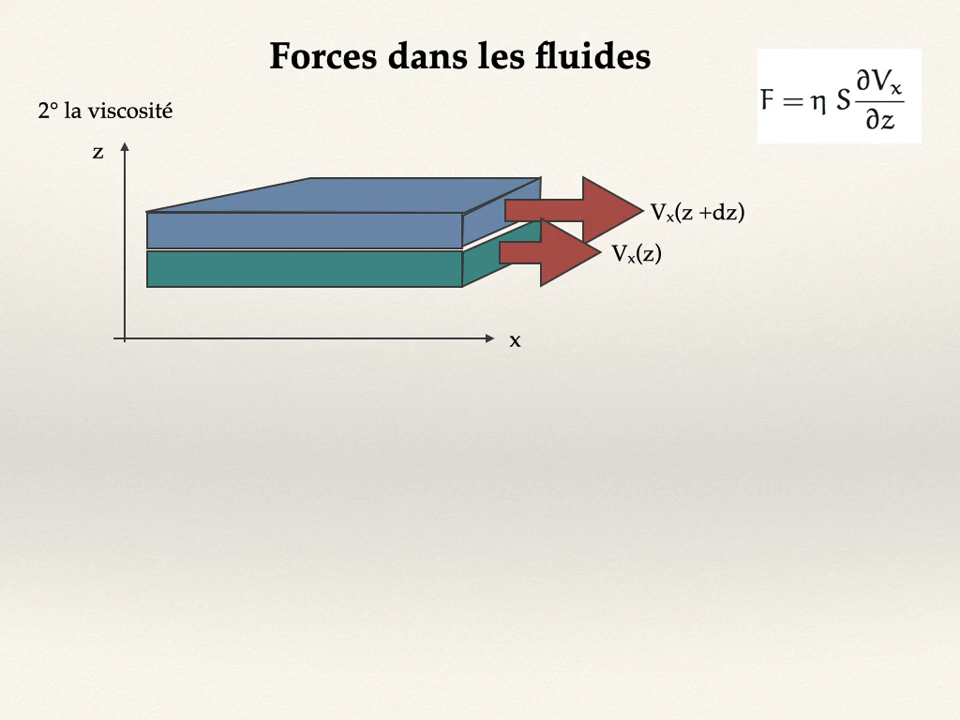 Forces dans les fluides
F = η S ∂Vₓ/∂z
2° la viscosité
z
Vₓ(z +dz)
Vₓ(z)
x